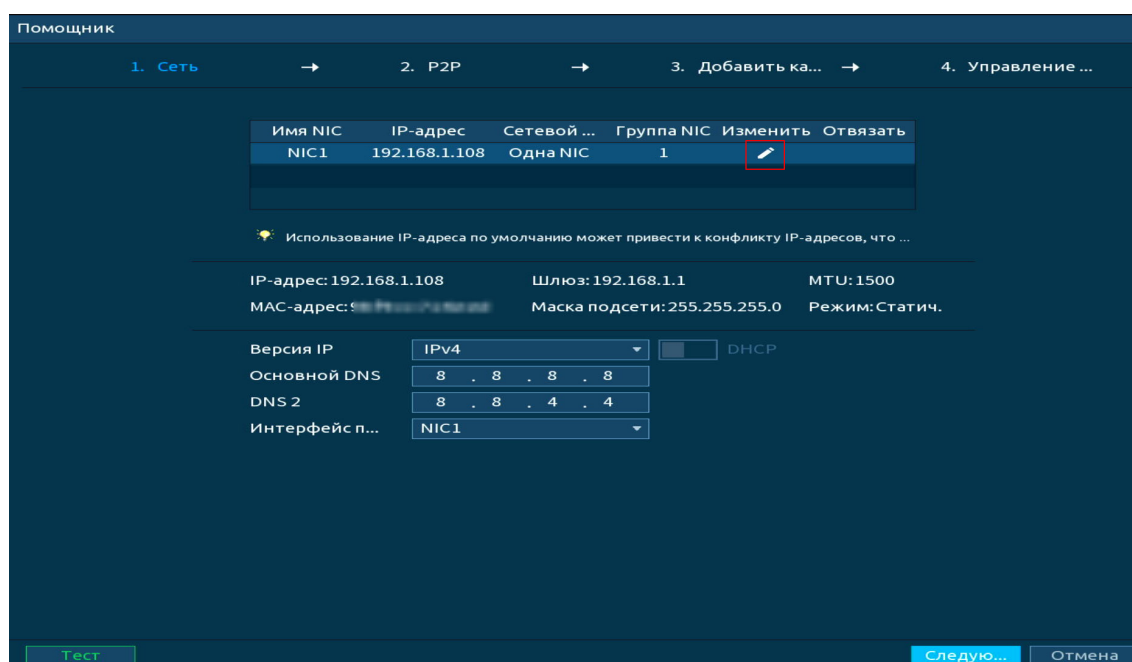 Помощник
1. Сеть → 2. P2P → 3. Добавить ка... → 4. Управление ...
Имя NIC IP-адрес Сетевой ... Группа NIC Изменить Отвязать
NIC1 192.168.1.108 Одна NIC 1
Использование IP-адреса по умолчанию может привести к конфликту IP-адресов, что ...
IP-адрес:192.168.1.108 Шлюз:192.168.1.1 MTU:1500
MAC-адрес: Маска подсети:255.255.255.0 Режим:Статич.
Версия IP IPv4 DHCP
Основной DNS 8 . 8 . 8 . 8
DNS 2 8 . 8 . 4 . 4
Интерфейс п... NIC1
Тест Следую... Отмена